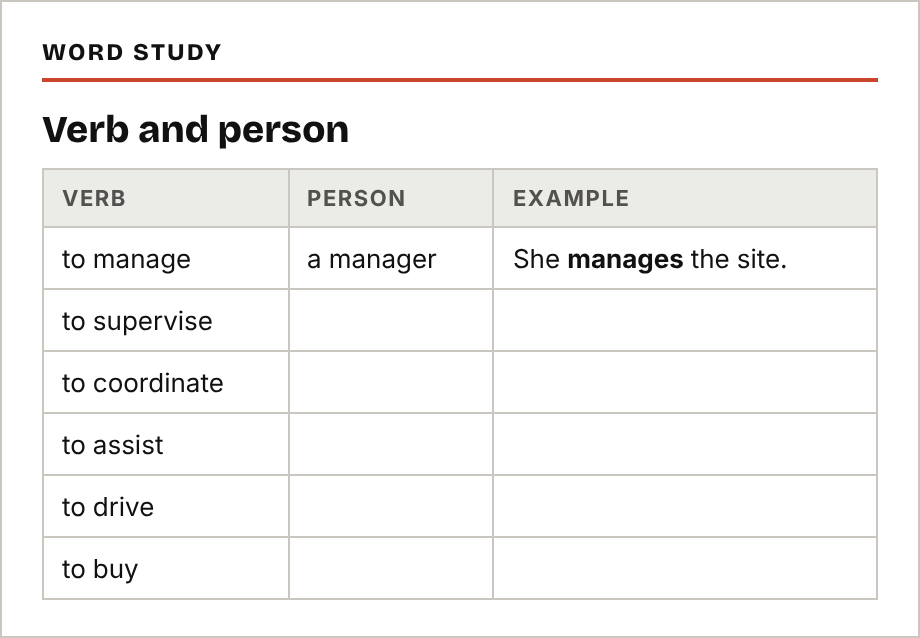 WORD STUDY
Verb and person
VERB PERSON EXAMPLE
to manage a manager She manages the site.
to supervise
to coordinate
to assist
to drive
to buy